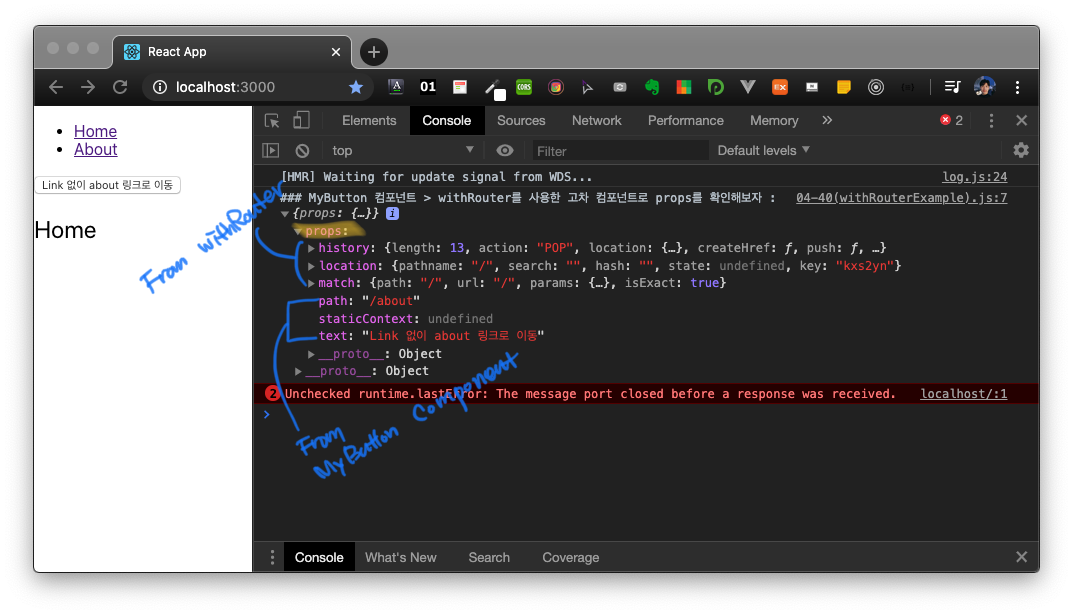 React App
localhost:3000
01
CORS
EX
Home
About
Link 없이 about 링크로 이동
Home
Elements Console Sources Network Performance Memory » 2
top Filter Default levels
[HMR] Waiting for update signal from WDS... log.js:24
### MyButton 컴포넌트 > withRouter를 사용한 고차 컴포넌트로 props를 확인해보자 : 04-40(withRouterExample).js:7
{props: {…}} i
props:
history: {length: 13, action: "POP", location: {…}, createHref: ƒ, push: ƒ, …}
location: {pathname: "/", search: "", hash: "", state: undefined, key: "kxs2yn"}
match: {path: "/", url: "/", params: {…}, isExact: true}
path: "/about"
staticContext: undefined
text: "Link 없이 about 링크로 이동"
__proto__: Object
__proto__: Object
2 Unchecked runtime.lastError: The message port closed before a response was received. localhost/:1
From withRouter
From
MyButton Component
Console What's New Search Coverage